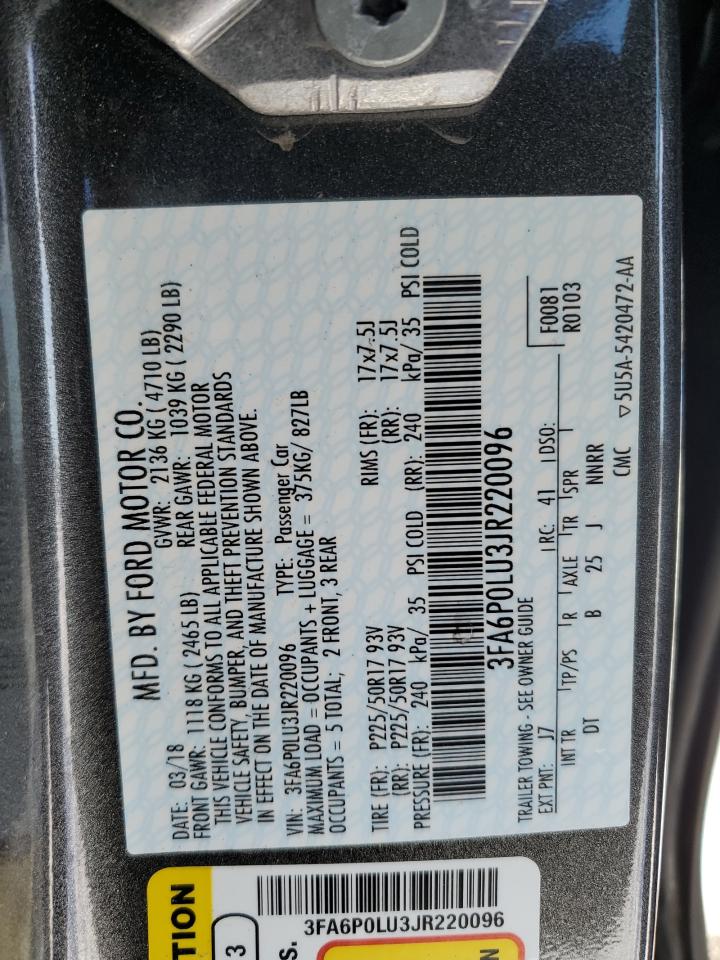 MFD. BY FORD MOTOR CO.
DATE: 03/18 GVWR: 2136 KG ( 4710 LB)
FRONT GAWR: 1118 KG ( 2465 LB) REAR GAWR: 1039 KG ( 2290 LB)
THIS VEHICLE CONFORMS TO ALL APPLICABLE FEDERAL MOTOR
VEHICLE SAFETY, BUMPER, AND THEFT PREVENTION STANDARDS
IN EFFECT ON THE DATE OF MANUFACTURE SHOWN ABOVE.
VIN: 3FA6P0LU3JR220096 TYPE: Passenger Car
MAXIMUM LOAD = OCCUPANTS + LUGGAGE = 375KG/ 827LB
OCCUPANTS = 5 TOTAL; 2 FRONT, 3 REAR
TIRE (FR): P225/50R17 93V RIMS (FR): 17x7.5J
(RR): P225/50R17 93V (RR): 17x7.5J
PRESSURE (FR): 240 kPa/ 35 PSI COLD (RR): 240 kPa/ 35 PSI COLD
3FA6P0LU3JR220096
TRAILER TOWING - SEE OWNER GUIDE F0081
R0103
EXT PNT: J7 RC: 41 DSO:
INT TR TP/PS R AXLE TR SPR
DT B 25 J NNRR
CMC ▽5U5A-5420472-AA
TION
3
s.
3FA6P0LU3JR220096
N